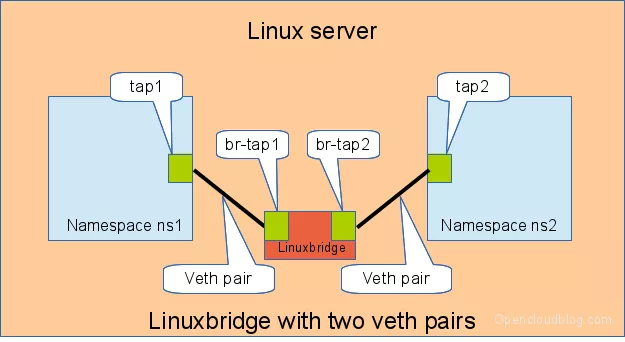 Linux server
tap1
tap2
br-tap1
br-tap2
Namespace ns1
Namespace ns2
Linuxbridge
Veth pair
Veth pair
Linuxbridge with two veth pairs
Opencloudblog.com